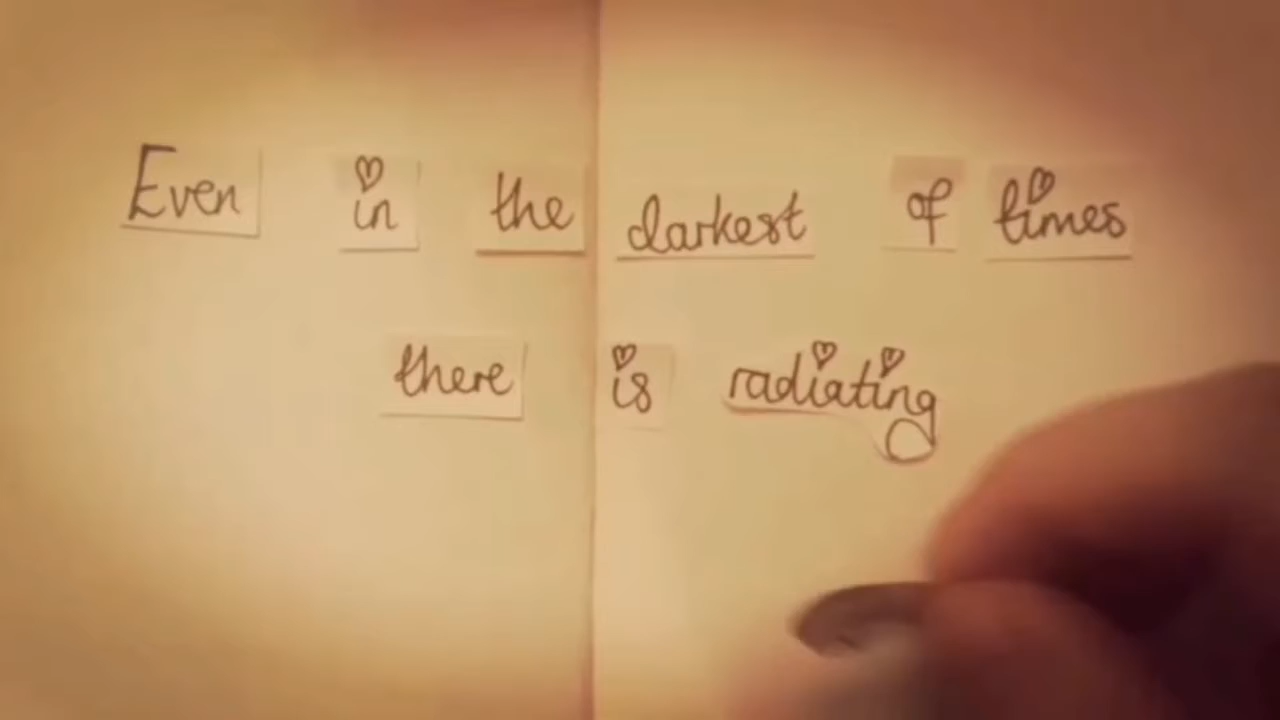 Even in the darkest of times
there is radiating